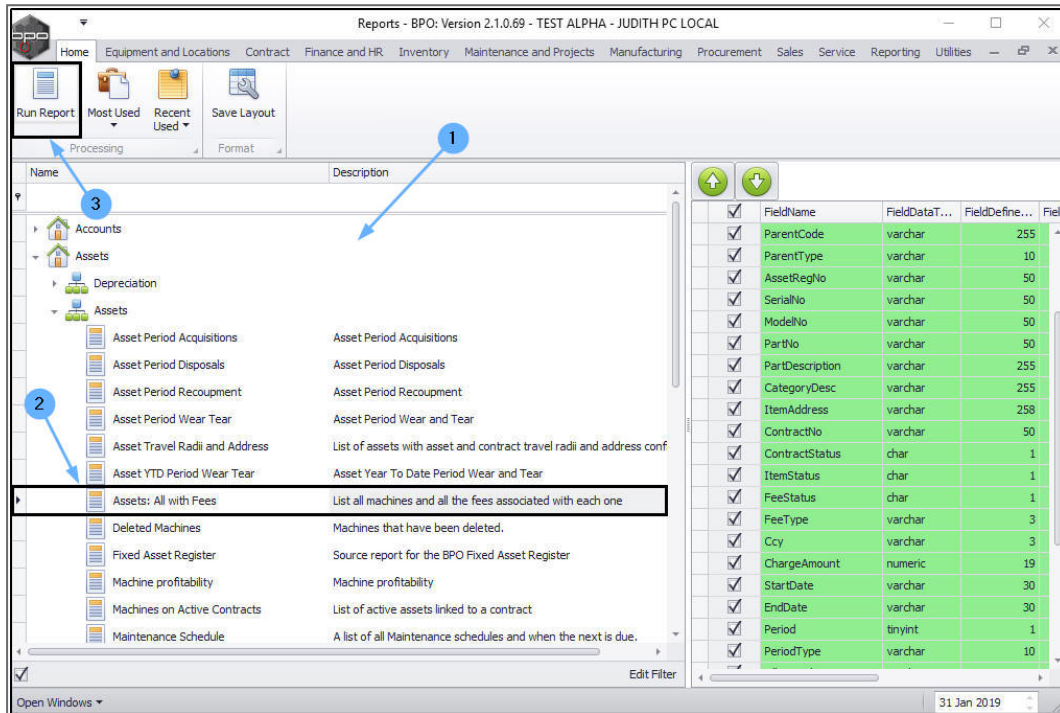 Reports - BPO: Version 2.1.0.69 - TEST ALPHA - JUDITH PC LOCAL
bpo
Home Equipment and Locations Contract Finance and HR Inventory Maintenance and Projects Manufacturing Procurement Sales Service Reporting Utilities
Run Report Most Used Recent Used Save Layout
Processing Format
1
3
2
Name Description
Accounts
Assets
Depreciation
Assets
Asset Period Acquisitions Asset Period Acquisitions
Asset Period Disposals Asset Period Disposals
Asset Period Recoupment Asset Period Recoupment
Asset Period Wear Tear Asset Period Wear and Tear
Asset Travel Radii and Address List of assets with asset and contract travel radii and address conf
Asset YTD Period Wear Tear Asset Year To Date Period Wear and Tear
Assets: All with Fees List all machines and all the fees associated with each one
Deleted Machines Machines that have been deleted.
Fixed Asset Register Source report for the BPO Fixed Asset Register
Machine profitability Machine profitability
Machines on Active Contracts List of active assets linked to a contract
Maintenance Schedule A list of all Maintenance schedules and when the next is due.
Edit Filter
FieldName FieldDataT... FieldDefine... Fiel
ParentCode varchar 255
ParentType varchar 10
AssetRegNo varchar 50
SerialNo varchar 50
ModelNo varchar 50
PartNo varchar 50
PartDescription varchar 255
CategoryDesc varchar 255
ItemAddress varchar 258
ContractNo varchar 50
ContractStatus char 1
ItemStatus char 1
FeeStatus char 1
FeeType varchar 3
Ccy varchar 3
ChargeAmount numeric 19
StartDate varchar 30
EndDate varchar 30
Period tinyint 1
PeriodType varchar 10
Open Windows 31 Jan 2019